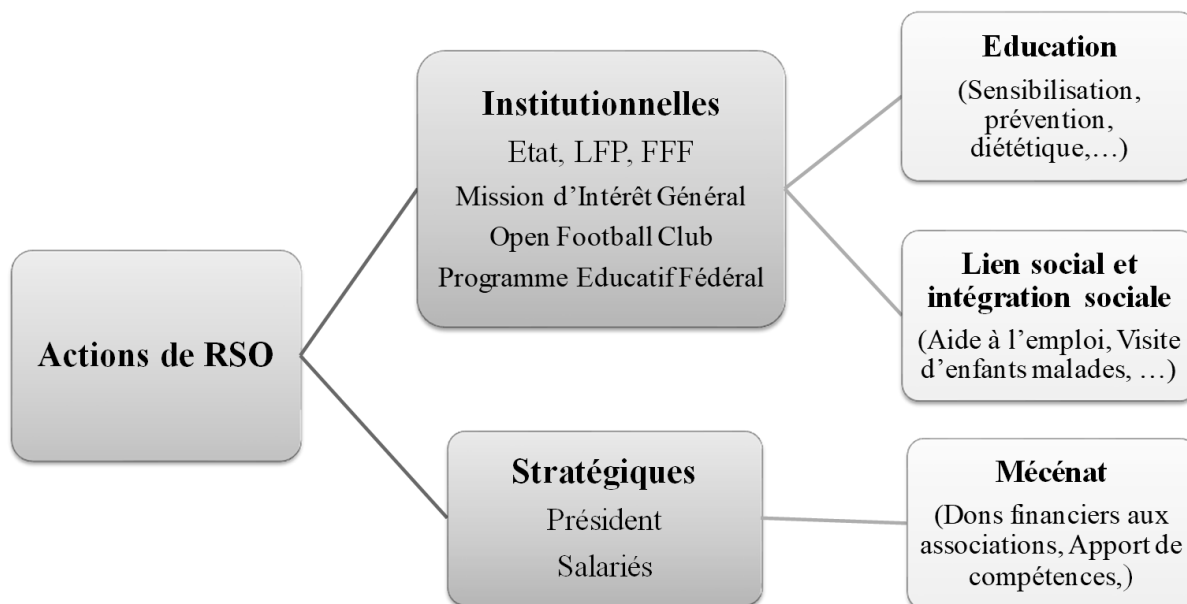 Actions de RSO
Institutionnelles
Etat, LFP, FFF
Mission d’Intérêt Général
Open Football Club
Programme Educatif Fédéral
Stratégiques
Président
Salariés
Education
(Sensibilisation,
prévention,
diététique,…)
Lien social et
intégration sociale
(Aide à l’emploi, Visite
d’enfants malades, …)
Mécénat
(Dons financiers aux
associations, Apport de
compétences,)